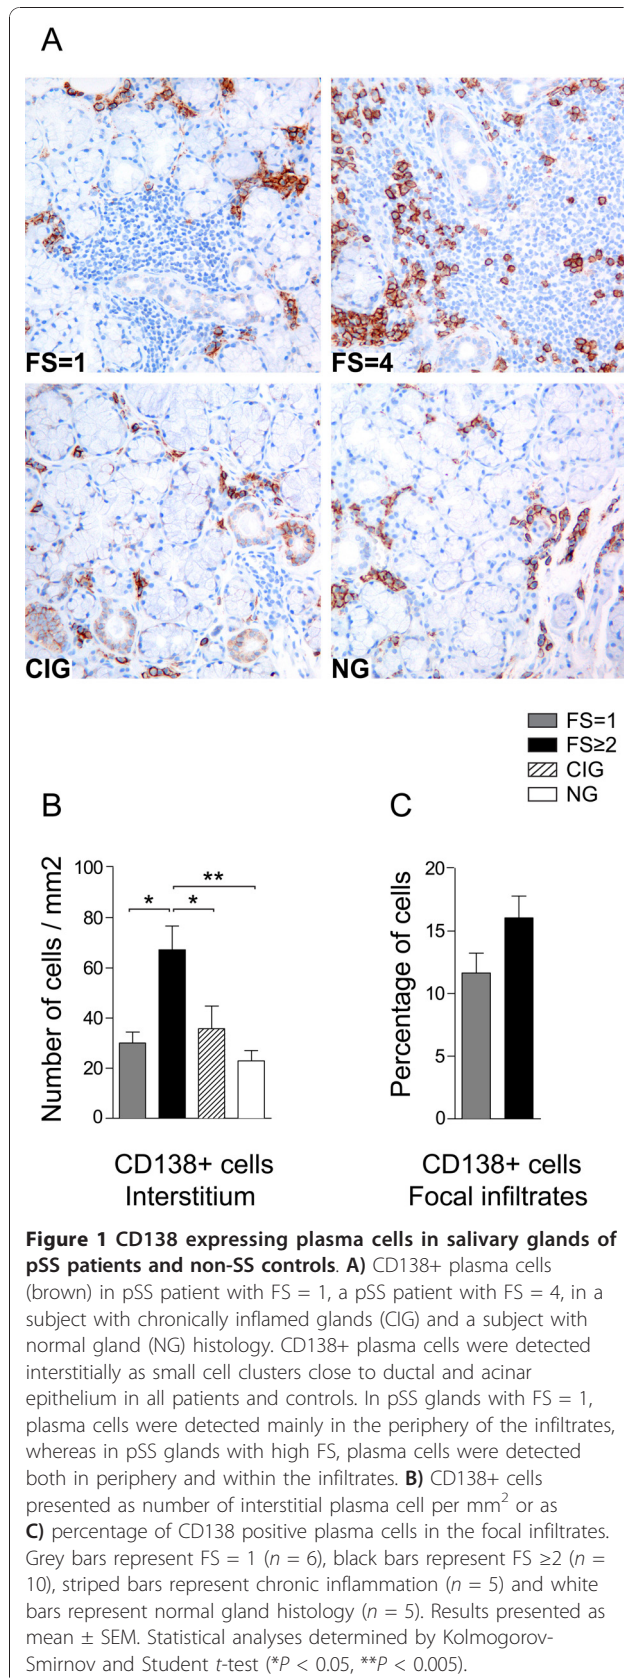 A
FS=1
FS=4
CIG
NG
FS=1
FS≥2
CIG
NG
B
C
Number of cells / mm2
100
80
60
40
20
0
*
*
**
CD138+ cells
Interstitium
Percentage of cells
20
15
10
5
0
CD138+ cells
Focal infiltrates
Figure 1 CD138 expressing plasma cells in salivary glands of
pSS patients and non-SS controls. A) CD138+ plasma cells
(brown) in pSS patient with FS = 1, a pSS patient with FS = 4, in a
subject with chronically inflamed glands (CIG) and a subject with
normal gland (NG) histology. CD138+ plasma cells were detected
interstitially as small cell clusters close to ductal and acinar
epithelium in all patients and controls. In pSS glands with FS = 1,
plasma cells were detected mainly in the periphery of the infiltrates,
whereas in pSS glands with high FS, plasma cells were detected
both in periphery and within the infiltrates. B) CD138+ cells
presented as number of interstitial plasma cell per mm2 or as
C) percentage of CD138 positive plasma cells in the focal infiltrates.
Grey bars represent FS = 1 (n = 6), black bars represent FS ≥2 (n =
10), striped bars represent chronic inflammation (n = 5) and white
bars represent normal gland histology (n = 5). Results presented as
mean ± SEM. Statistical analyses determined by Kolmogorov-
Smirnov and Student t-test (*P < 0.05, **P < 0.005).